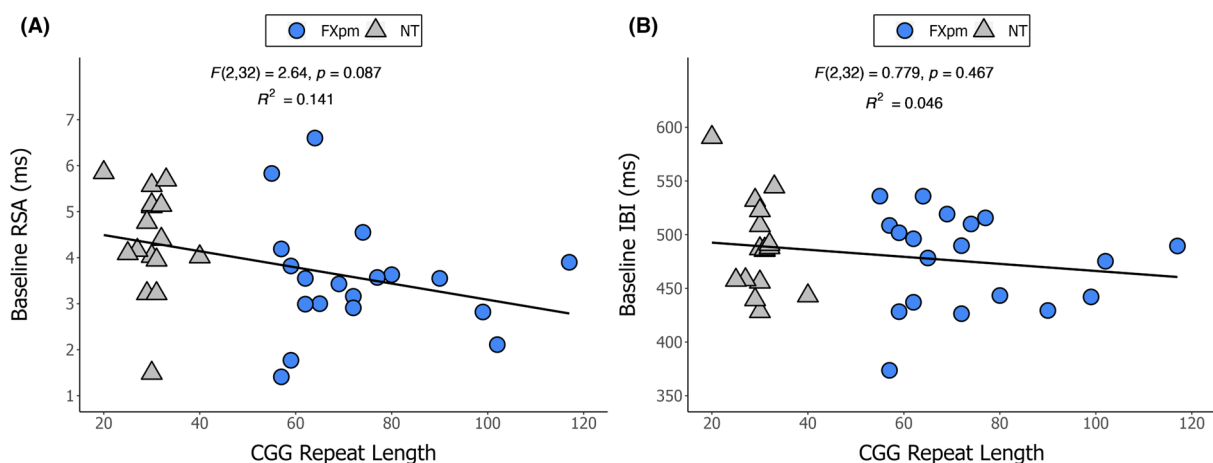 (A)
FXpm NT
F(2,32) = 2.64, p = 0.087
R² = 0.141
7
6
5
4
3
2
1
Baseline RSA (ms)
20 40 60 80 100 120
CGG Repeat Length
(B)
FXpm NT
F(2,32) = 0.779, p = 0.467
R² = 0.046
600
550
500
450
400
350
Baseline IBI (ms)
20 40 60 80 100 120
CGG Repeat Length